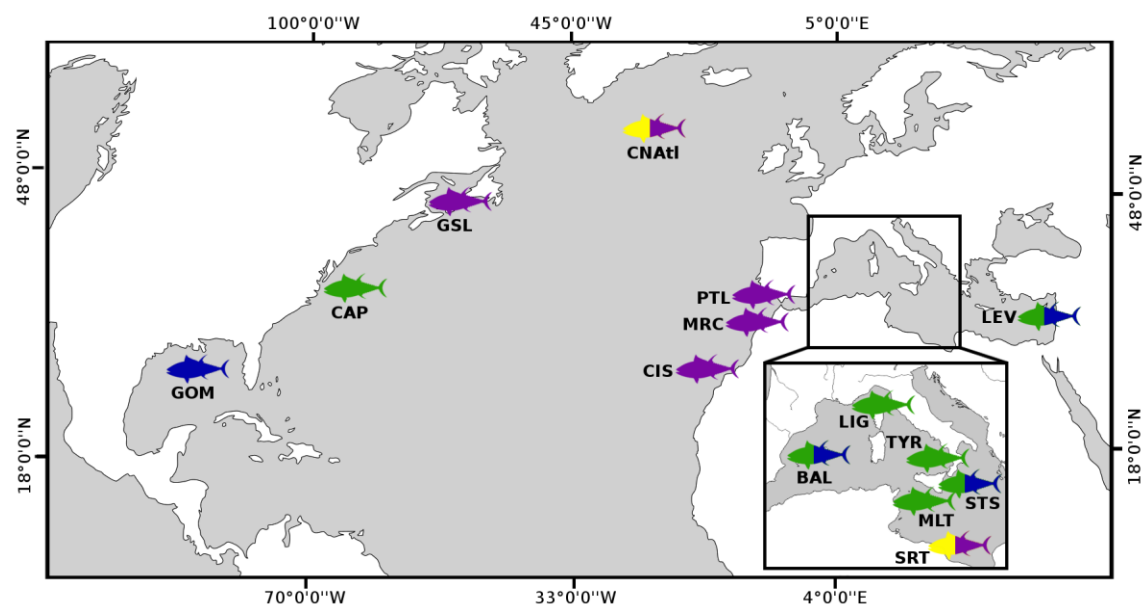 100°0'0''W 45°0'0''W 5°0'0''E
48°0'0''N
48°0'0''N
CNAtl
GSL
PTL
CAP
MRC
LEV
CIS
GOM
LIG
TYR
BAL
STS
MLT
SRT
18°0'0''N
18°0'0''N
70°0'0''W 33°0'0''W 4°0'0''E